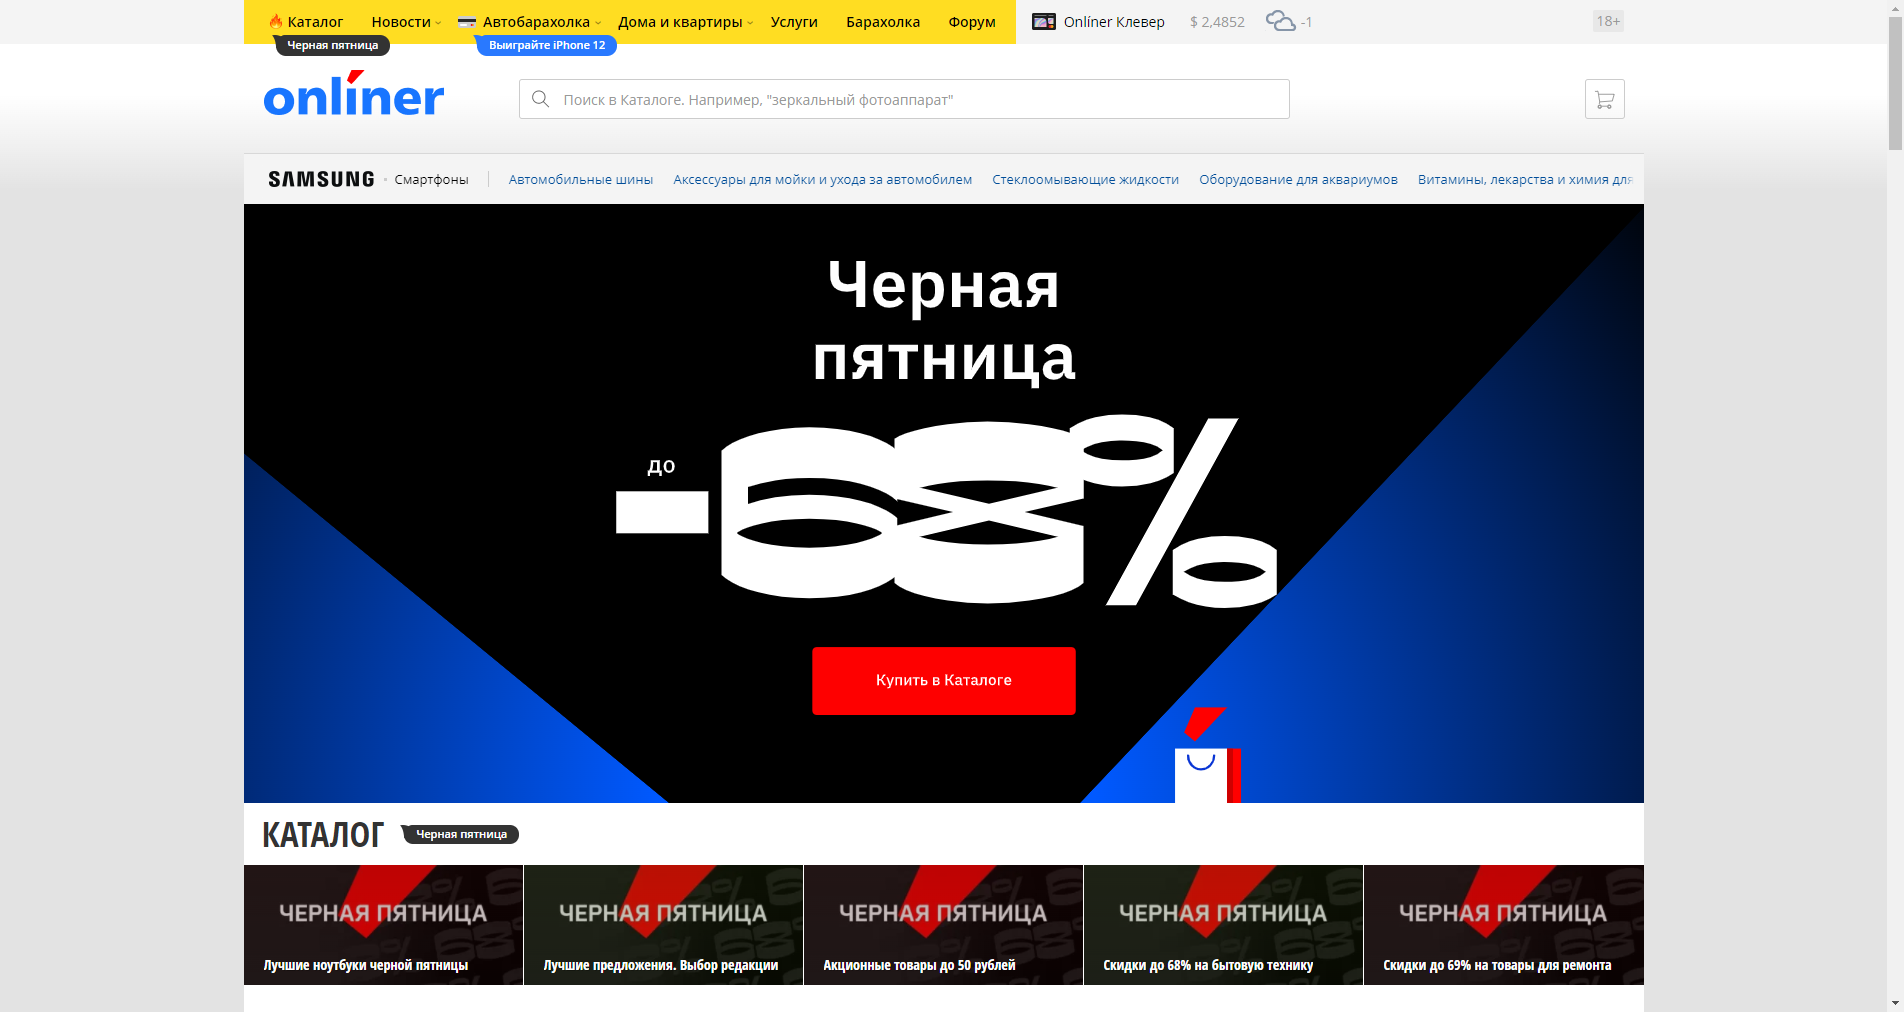 Каталог Новости Автобарахолка Дома и квартиры Услуги Барахолка Форум Onlíner Клевер $ 2,4852 -1 18+
Черная пятница Выиграйте iPhone 12
onlíner Поиск в Каталоге. Например, "зеркальный фотоаппарат"
SAMSUNG Смартфоны Автомобильные шины Аксессуары для мойки и ухода за автомобилем Стеклоомывающие жидкости Оборудование для аквариумов Витамины, лекарства и химия для
Черная
пятница
до
-68%
Купить в Каталоге
КАТАЛОГ Черная пятница
ЧЕРНАЯ ПЯТНИЦА ЧЕРНАЯ ПЯТНИЦА ЧЕРНАЯ ПЯТНИЦА ЧЕРНАЯ ПЯТНИЦА ЧЕРНАЯ ПЯТНИЦА
Лучшие ноутбуки черной пятницы Лучшие предложения. Выбор редакции Акционные товары до 50 рублей Скидки до 68% на бытовую технику Скидки до 69% на товары для ремонта